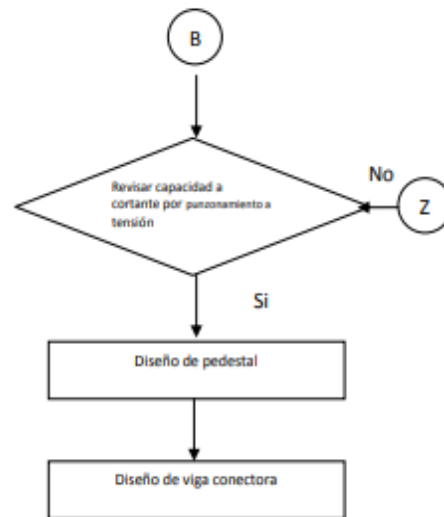 B
Revisar capacidad a
cortante por punzonamiento a
tensión
No
Z
Si
Diseño de pedestal
Diseño de viga conectora